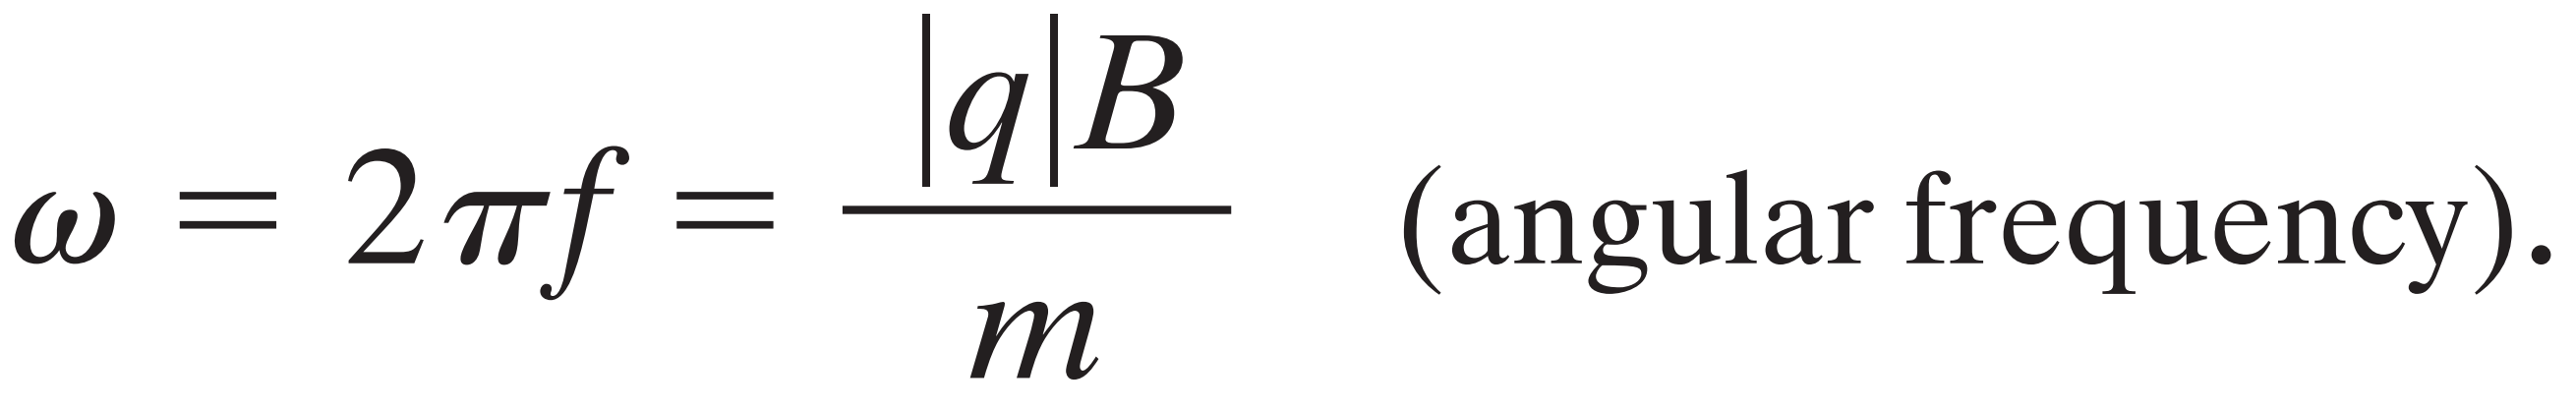 ω = 2πf = |q|B / m (angular frequency).